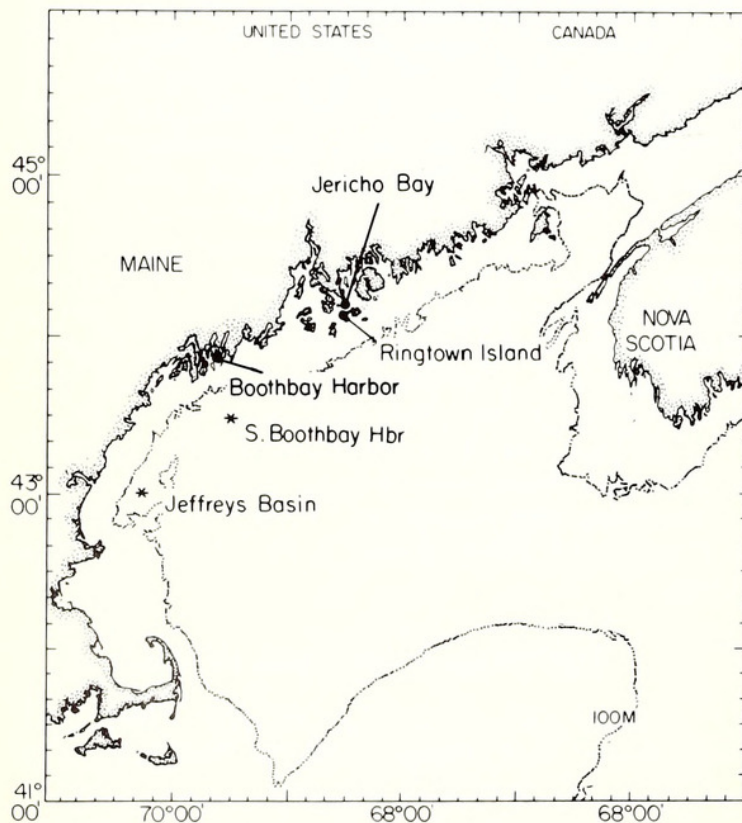 UNITED STATES
CANADA
45°
00'
Jericho Bay
MAINE
NOVA
SCOTIA
Ringtown Island
Boothbay Harbor
S. Boothbay Hbr
43°
00'
Jeffreys Basin
100M
41°
00'
70°00'
68°00'
68°00'